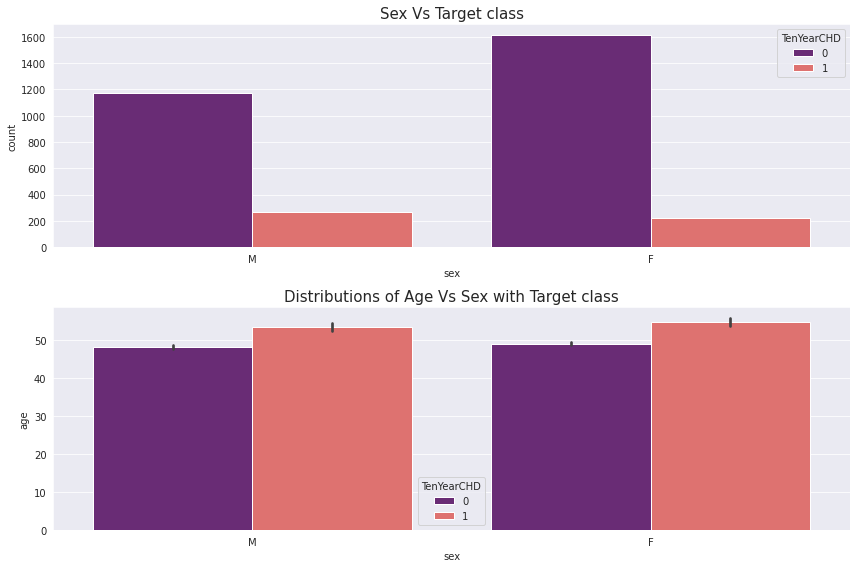 Sex Vs Target class
TenYearCHD
0
1
1600
1400
1200
1000
800
600
400
200
0
count
M
F
sex
Distributions of Age Vs Sex with Target class
50
40
30
20
10
0
age
TenYearCHD
0
1
M
F
sex